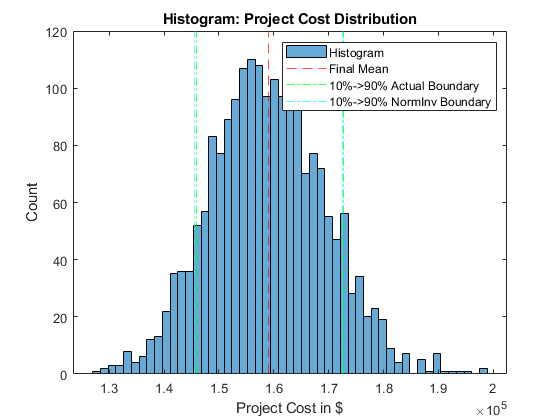 Histogram: Project Cost Distribution
120
100
80
60
40
20
0
Count
Histogram
Final Mean
10%->90% Actual Boundary
10%->90% NormInv Boundary
1.3 1.4 1.5 1.6 1.7 1.8 1.9 2
×10⁵
Project Cost in $